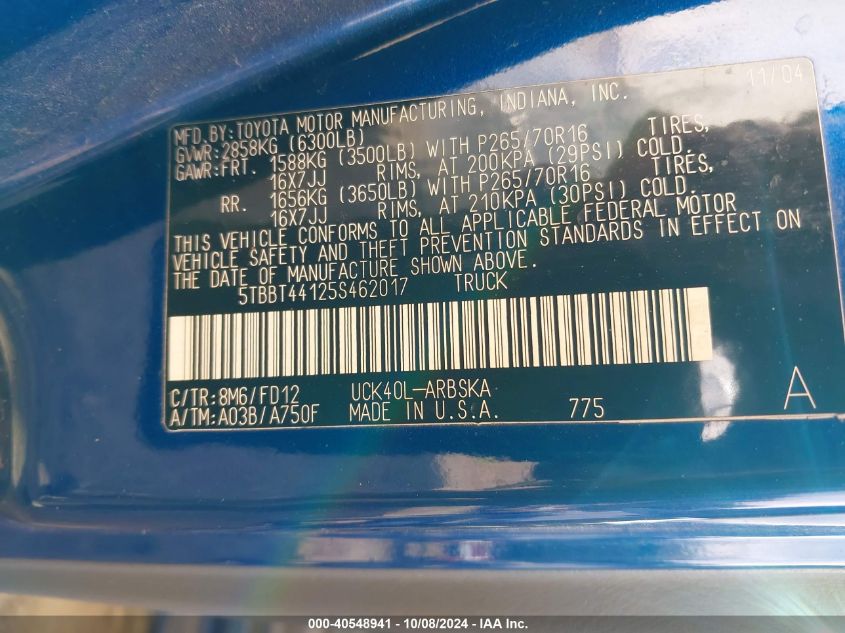 11/04
MFD.BY:TOYOTA MOTOR MANUFACTURING, INDIANA, INC.
GVWR:2858KG (6300LB)
GAWR:FRT. 1588KG (3500LB) WITH P265/70R16 TIRES,
16X7JJ RIMS, AT 200KPA (29PSI) COLD.
RR. 1656KG (3650LB) WITH P265/70R16 TIRES,
16X7JJ RIMS, AT 210KPA (30PSI) COLD.
THIS VEHICLE CONFORMS TO ALL APPLICABLE FEDERAL MOTOR
VEHICLE SAFETY AND THEFT PREVENTION STANDARDS IN EFFECT ON
THE DATE OF MANUFACTURE SHOWN ABOVE.
5TBBT44125S462017 TRUCK
C/TR:8M6/FD12 UCK40L-ARBSKA
A/TM:A03B/A750F MADE IN U.S.A. 775 A
000-40548941 - 10/08/2024 - IAA Inc.